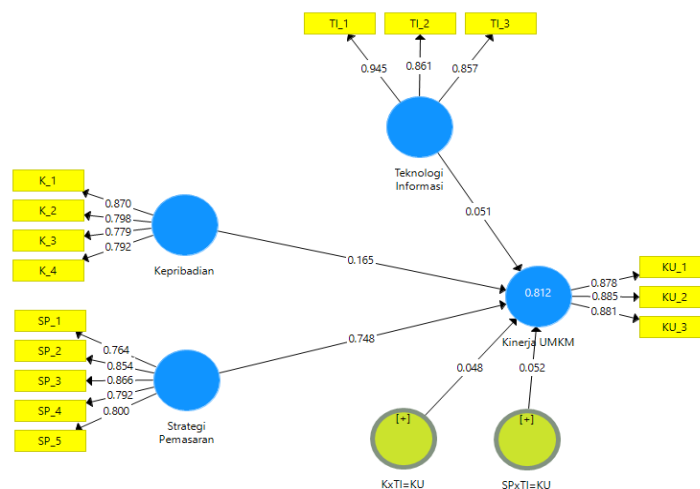 TI_1
TI_2
TI_3
0.945
0.861
0.857
Teknologi
Informasi
0.051
K_1
K_2
K_3
K_4
0.870
0.798
0.779
0.792
Kepribadian
0.165
SP_1
SP_2
SP_3
SP_4
SP_5
0.764
0.854
0.866
0.792
0.800
Strategi
Pemasaran
0.748
0.812
Kinerja UMKM
0.878
0.885
0.881
KU_1
KU_2
KU_3
0.048
0.052
[+]
KxTI=KU
[+]
SPxTI=KU